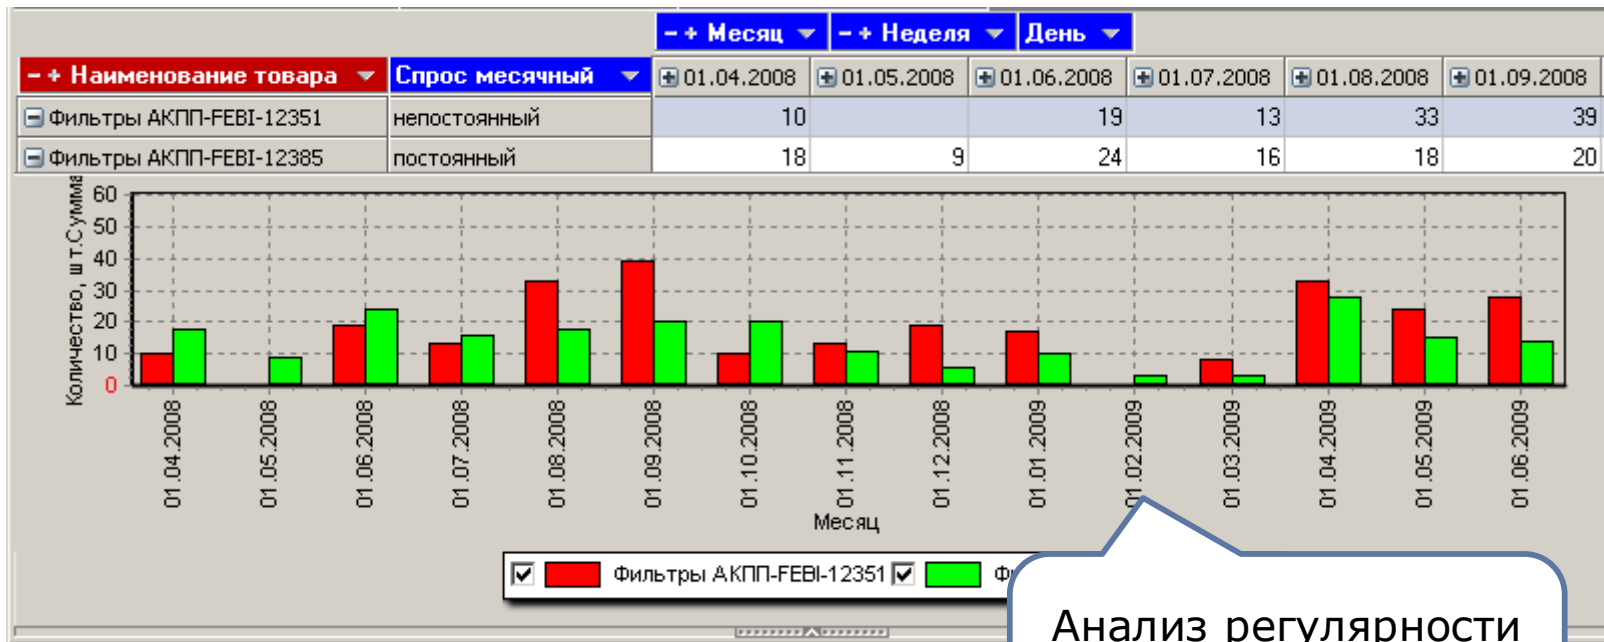 – + Месяц – + Неделя День
– + Наименование товара Спрос месячный 01.04.2008 01.05.2008 01.06.2008 01.07.2008 01.08.2008 01.09.2008
Фильтры АКПП-FEBI-12351 непостоянный 10 19 13 33 39
Фильтры АКПП-FEBI-12385 постоянный 18 9 24 16 18 20
Количество, шт.Сумма
60
50
40
30
20
10
0
01.04.2008 01.05.2008 01.06.2008 01.07.2008 01.08.2008 01.09.2008 01.10.2008 01.11.2008 01.12.2008 01.01.2009 01.02.2009 01.03.2009 01.04.2009 01.05.2009 01.06.2009
Месяц
Фильтры АКПП-FEBI-12351
Анализ регулярности